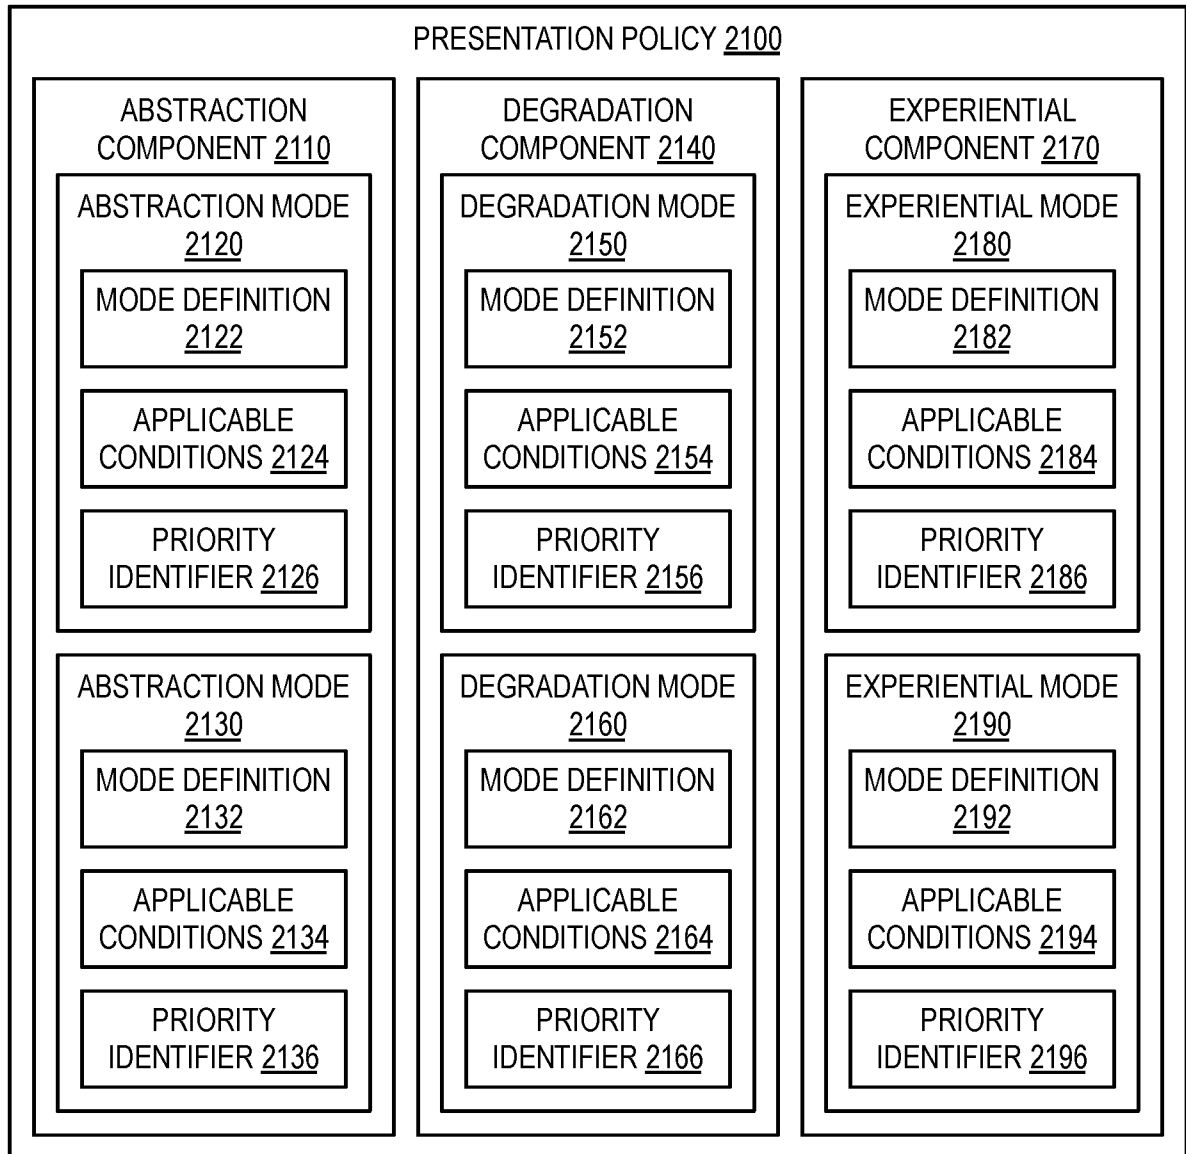 PRESENTATION POLICY 2100
ABSTRACTION
COMPONENT 2110
ABSTRACTION MODE
2120
MODE DEFINITION
2122
APPLICABLE
CONDITIONS 2124
PRIORITY
IDENTIFIER 2126
ABSTRACTION MODE
2130
MODE DEFINITION
2132
APPLICABLE
CONDITIONS 2134
PRIORITY
IDENTIFIER 2136
DEGRADATION
COMPONENT 2140
DEGRADATION MODE
2150
MODE DEFINITION
2152
APPLICABLE
CONDITIONS 2154
PRIORITY
IDENTIFIER 2156
DEGRADATION MODE
2160
MODE DEFINITION
2162
APPLICABLE
CONDITIONS 2164
PRIORITY
IDENTIFIER 2166
EXPERIENTIAL
COMPONENT 2170
EXPERIENTIAL MODE
2180
MODE DEFINITION
2182
APPLICABLE
CONDITIONS 2184
PRIORITY
IDENTIFIER 2186
EXPERIENTIAL MODE
2190
MODE DEFINITION
2192
APPLICABLE
CONDITIONS 2194
PRIORITY
IDENTIFIER 2196